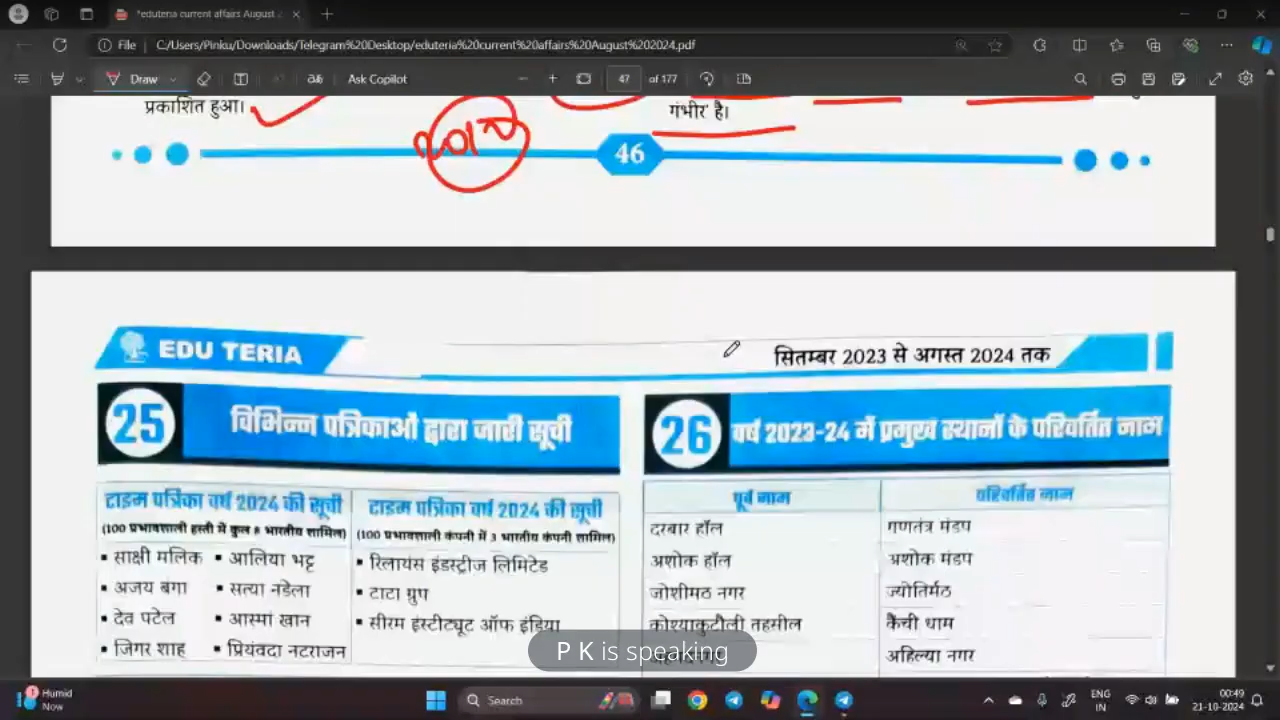 *eduteria current affairs August 2
File
C:/Users/Pinku/Downloads/Telegram%20Desktop/eduteria%20current%20affairs%20August%202024.pdf
Draw
Ask Copilot
47 of 177
प्रकाशित हुआ।
गंभीर है।
46
EDU TERIA
सितम्बर 2023 से अगस्त 2024 तक
25 विभिन्न पत्रिकाओं द्वारा जारी सूची
टाइम पत्रिका वर्ष 2024 की सूची
(100 प्रभावशाली हस्ती में कुल 8 भारतीय शामिल)
• साक्षी मलिक • आलिया भट्ट
• अजय बंगा • सत्या नडेला
• देव पटेल • आस्मां खान
• जिगर शाह • प्रियंवदा नटराजन
टाइम पत्रिका वर्ष 2024 की सूची
(100 प्रभावशाली कंपनी में 3 भारतीय कंपनी शामिल)
• रिलायंस इंडस्ट्रीज लिमिटेड
• टाटा ग्रुप
• सीरम इंस्टीट्यूट ऑफ इंडिया
26 वर्ष 2023-24 में प्रमुख स्थानों के परिवर्तित नाम
पूर्व नाम परिवर्तित नाम
दरबार हॉल गणतंत्र मंडप
अशोक हॉल अशोक मंडप
जोशीमठ नगर ज्योतिर्मठ
कोश्याकुटौली तहसील कैंची धाम
अहिल्या नगर
P K is speaking
Humid
Now
Search
ENG
IN
00:49
21-10-2024